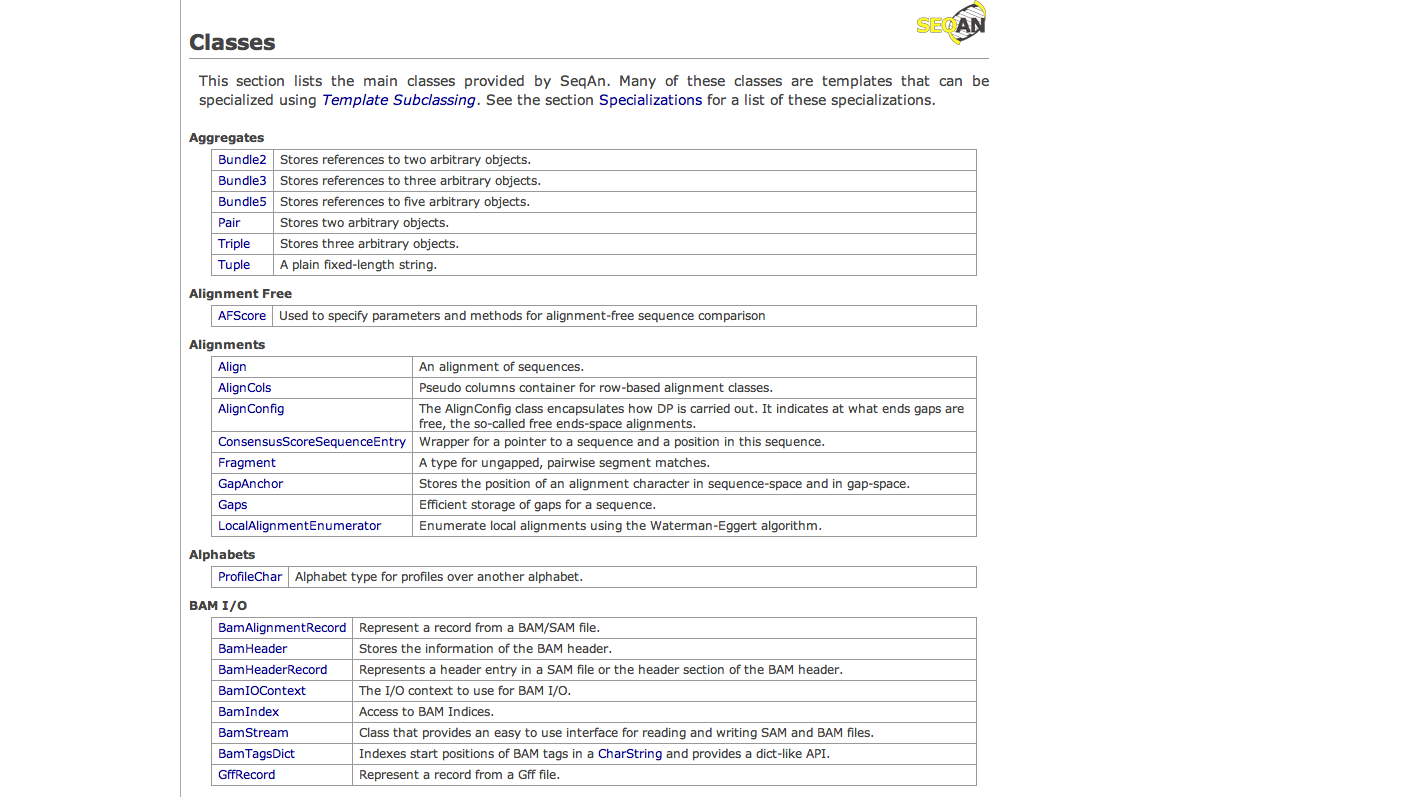 SEQAN
Classes
This section lists the main classes provided by SeqAn. Many of these classes are templates that can be
specialized using Template Subclassing. See the section Specializations for a list of these specializations.
Aggregates
Bundle2 Stores references to two arbitrary objects.
Bundle3 Stores references to three arbitrary objects.
Bundle5 Stores references to five arbitrary objects.
Pair Stores two arbitrary objects.
Triple Stores three arbitrary objects.
Tuple A plain fixed-length string.
Alignment Free
AFScore Used to specify parameters and methods for alignment-free sequence comparison
Alignments
Align An alignment of sequences.
AlignCols Pseudo columns container for row-based alignment classes.
AlignConfig The AlignConfig class encapsulates how DP is carried out. It indicates at what ends gaps are
free, the so-called free ends-space alignments.
ConsensusScoreSequenceEntry Wrapper for a pointer to a sequence and a position in this sequence.
Fragment A type for ungapped, pairwise segment matches.
GapAnchor Stores the position of an alignment character in sequence-space and in gap-space.
Gaps Efficient storage of gaps for a sequence.
LocalAlignmentEnumerator Enumerate local alignments using the Waterman-Eggert algorithm.
Alphabets
ProfileChar Alphabet type for profiles over another alphabet.
BAM I/O
BamAlignmentRecord Represent a record from a BAM/SAM file.
BamHeader Stores the information of the BAM header.
BamHeaderRecord Represents a header entry in a SAM file or the header section of the BAM header.
BamIOContext The I/O context to use for BAM I/O.
BamIndex Access to BAM Indices.
BamStream Class that provides an easy to use interface for reading and writing SAM and BAM files.
BamTagsDict Indexes start positions of BAM tags in a CharString and provides a dict-like API.
GffRecord Represent a record from a Gff file.